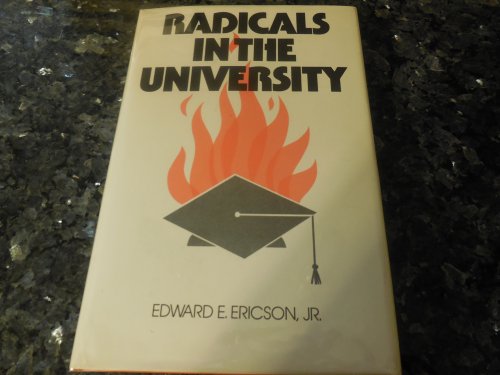 RADICALS
IN THE
UNIVERSITY
EDWARD E. ERICSON, JR.